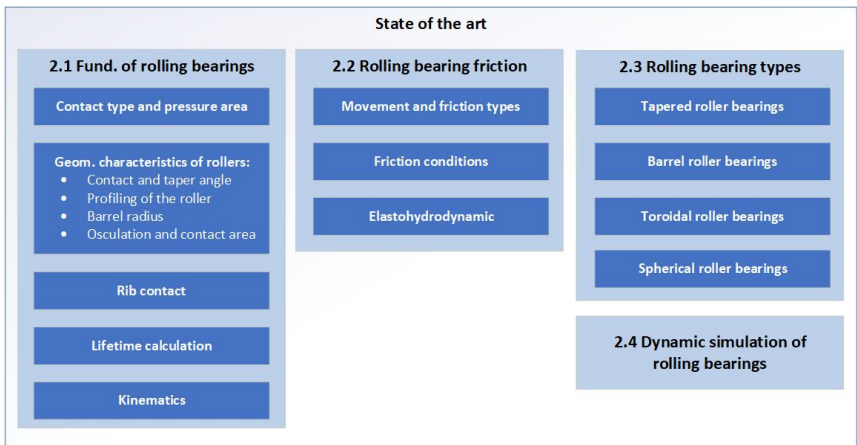 State of the art
2.1 Fund. of rolling bearings
Contact type and pressure area
Geom. characteristics of rollers:
• Contact and taper angle
• Profiling of the roller
• Barrel radius
• Osculation and contact area
Rib contact
Lifetime calculation
Kinematics
2.2 Rolling bearing friction
Movement and friction types
Friction conditions
Elastohydrodynamic
2.3 Rolling bearing types
Tapered roller bearings
Barrel roller bearings
Toroidal roller bearings
Spherical roller bearings
2.4 Dynamic simulation of
rolling bearings